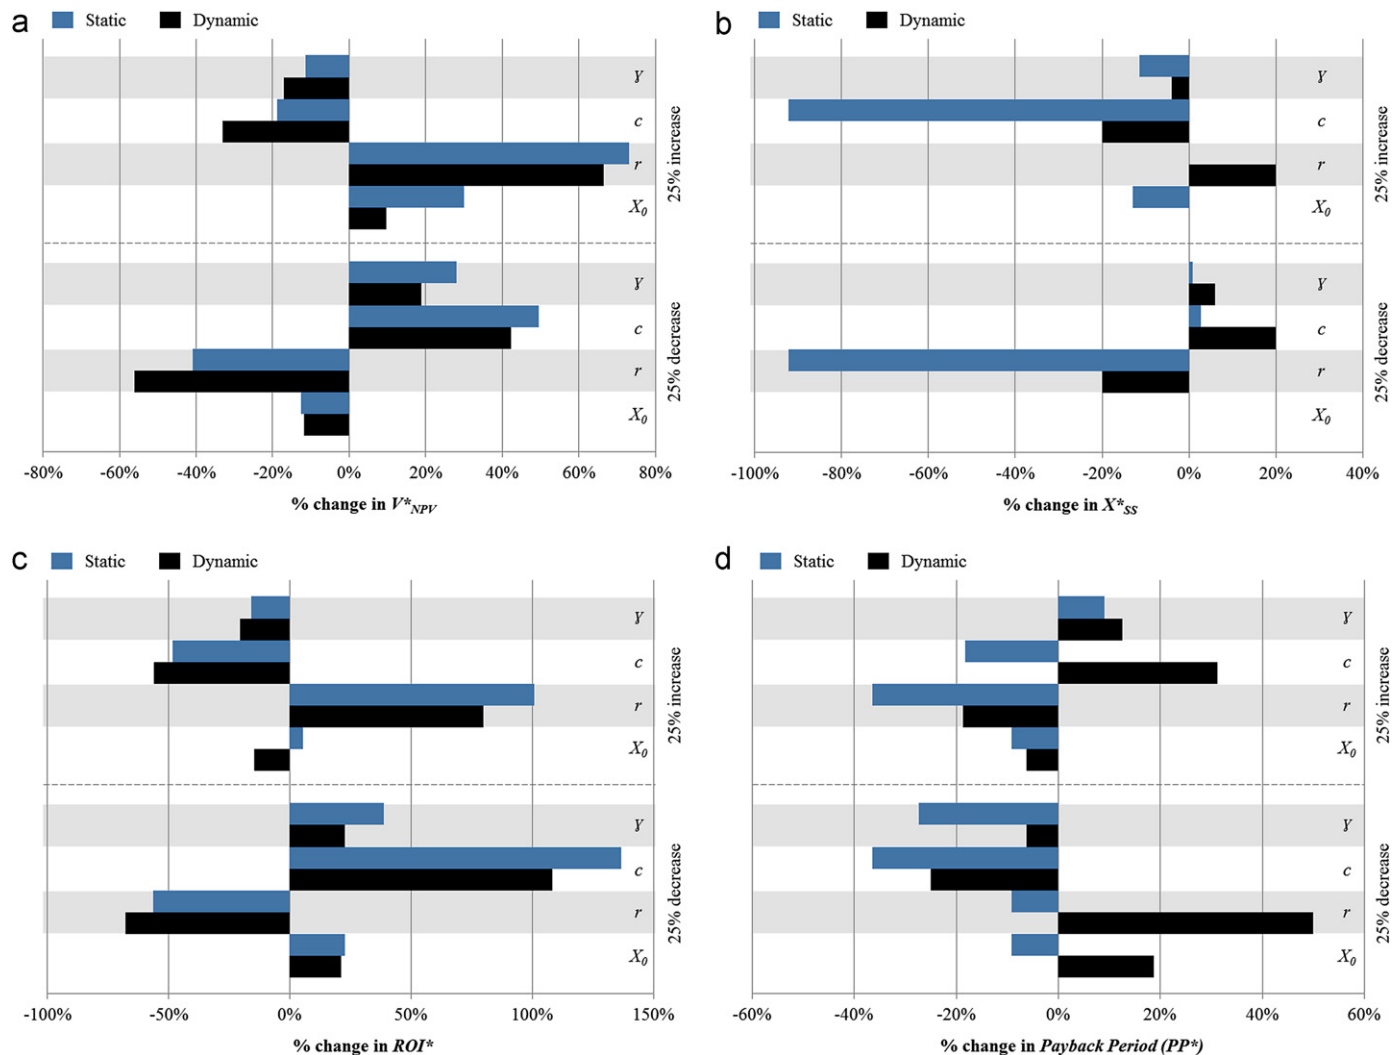 a
Static Dynamic
ɣ
c
r
X₀
25% increase
ɣ
c
r
X₀
25% decrease
-80% -60% -40% -20% 0% 20% 40% 60% 80%
% change in V*NPV
b
Static Dynamic
ɣ
c
r
X₀
25% increase
ɣ
c
r
X₀
25% decrease
-100% -80% -60% -40% -20% 0% 20% 40%
% change in X*SS
c
Static Dynamic
ɣ
c
r
X₀
25% increase
ɣ
c
r
X₀
25% decrease
-100% -50% 0% 50% 100% 150%
% change in ROI*
d
Static Dynamic
ɣ
c
r
X₀
25% increase
ɣ
c
r
X₀
25% decrease
-60% -40% -20% 0% 20% 40% 60%
% change in Payback Period (PP*)